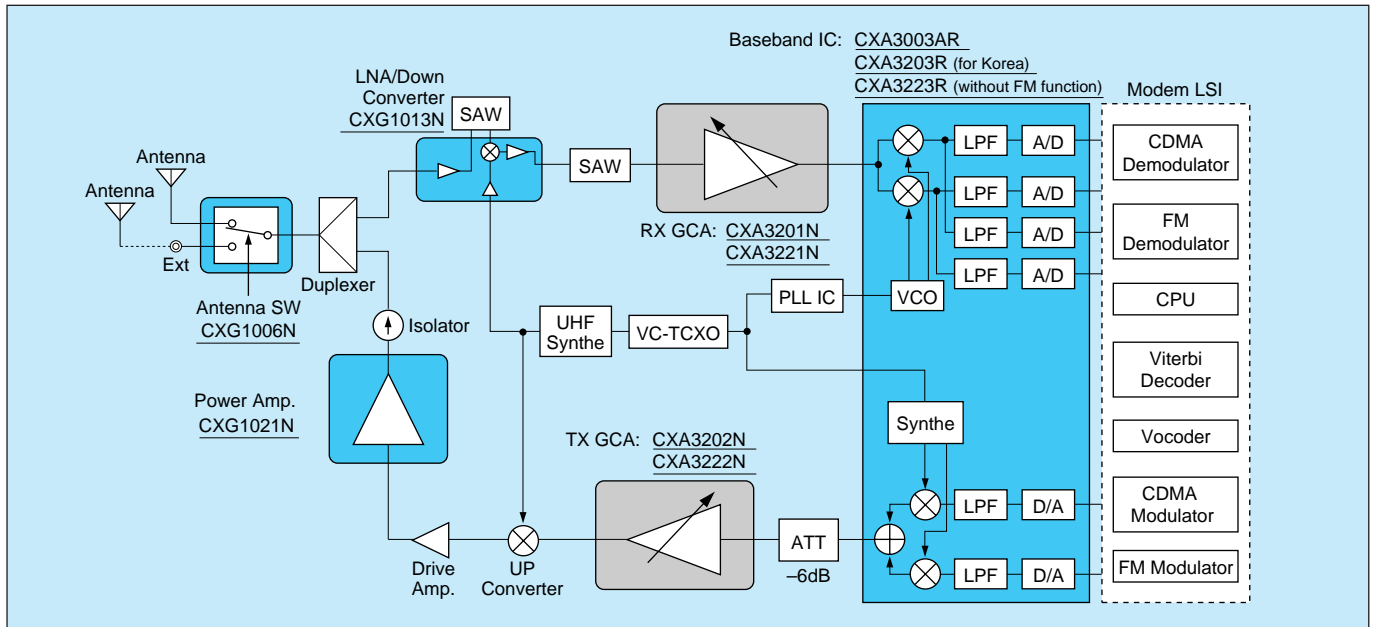 Baseband IC: CXA3003AR
CXA3203R (for Korea)
CXA3223R (without FM function)
Modem LSI
LNA/Down
Converter
CXG1013N
SAW
Antenna
Antenna
Ext
Antenna SW
CXG1006N
Duplexer
SAW
RX GCA: CXA3201N
CXA3221N
LPF
A/D
LPF
A/D
LPF
A/D
LPF
A/D
CDMA
Demodulator
FM
Demodulator
CPU
Viterbi
Decoder
Vocoder
CDMA
Modulator
FM Modulator
Isolator
UHF
Synthe
VC-TCXO
PLL IC
VCO
Synthe
Power Amp.
CXG1021N
TX GCA: CXA3202N
CXA3222N
LPF
D/A
LPF
D/A
ATT
–6dB
UP
Converter
Drive
Amp.